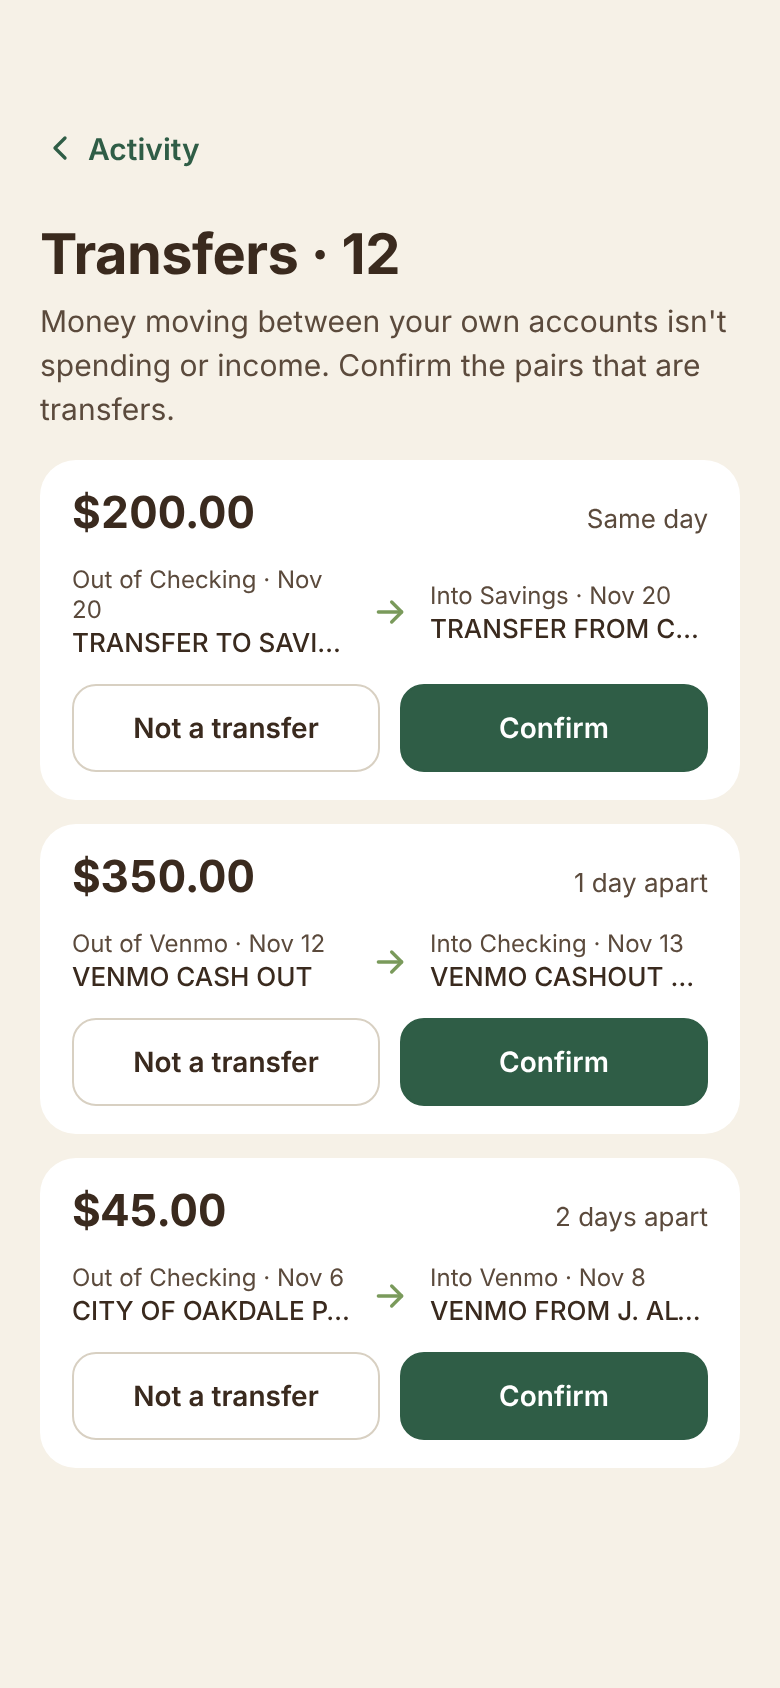 Activity
Transfers · 12
Money moving between your own accounts isn't
spending or income. Confirm the pairs that are
transfers.
$200.00
Same day
Out of Checking · Nov
20
TRANSFER TO SAVI...
Into Savings · Nov 20
TRANSFER FROM C...
Not a transfer
Confirm
$350.00
1 day apart
Out of Venmo · Nov 12
VENMO CASH OUT
Into Checking · Nov 13
VENMO CASHOUT ...
Not a transfer
Confirm
$45.00
2 days apart
Out of Checking · Nov 6
CITY OF OAKDALE P...
Into Venmo · Nov 8
VENMO FROM J. AL...
Not a transfer
Confirm